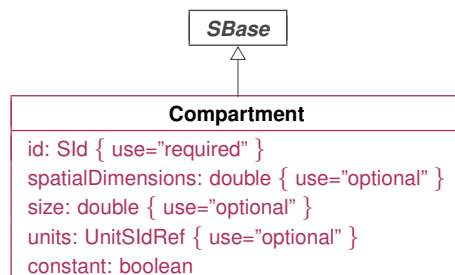 SBase
Compartment
id: SId { use="required" }
spatialDimensions: double { use="optional" }
size: double { use="optional" }
units: UnitSIdRef { use="optional" }
constant: boolean